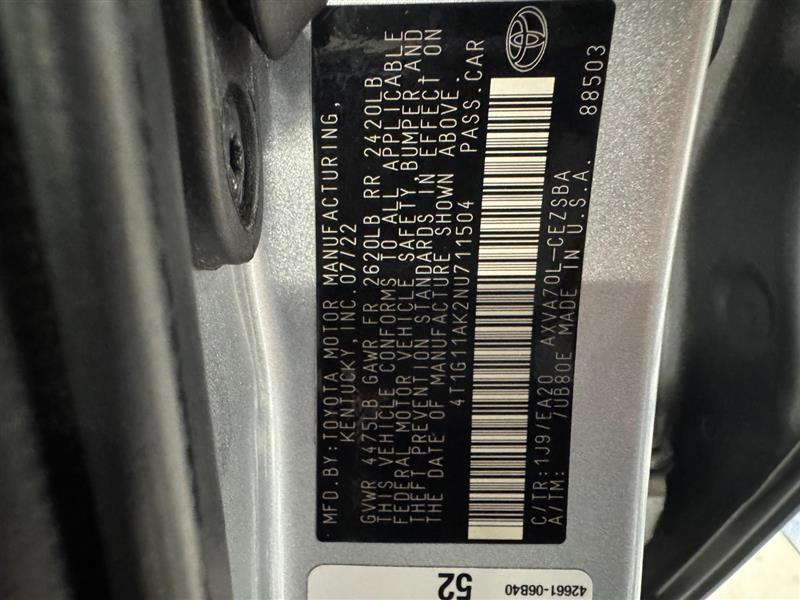 MFD. BY: TOYOTA MOTOR MANUFACTURING,
KENTUCKY, INC. 07/22
GVWR 4475LB GAWR FR 2620LB RR 2420LB
THIS VEHICLE CONFORMS TO ALL APPLICABLE
FEDERAL MOTOR VEHICLE SAFETY, BUMPER AND
THEFT PREVENTION STANDARDS IN EFFECT ON
THE DATE OF MANUFACTURE SHOWN ABOVE.
4T1G11AK2NU711504 PASS.CAR
C/TR: 1J9/EA20 AXVA70L-CEZSBA
A/TM: 7UB80E MADE IN U.S.A. 88503
52
42661-06B40